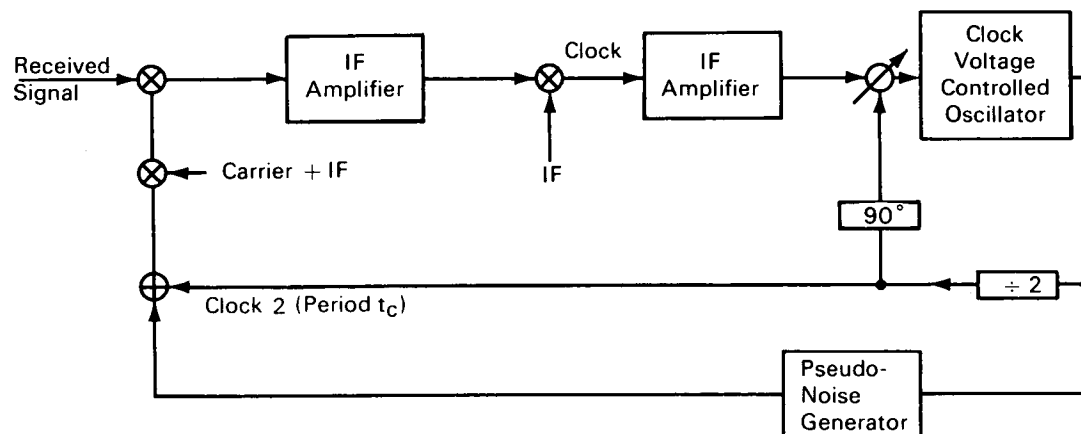 Received
Signal
IF
Amplifier
Clock
IF
Amplifier
Clock
Voltage
Controlled
Oscillator
Carrier + IF
IF
90°
Clock 2 (Period tc)
÷ 2
Pseudo-
Noise
Generator